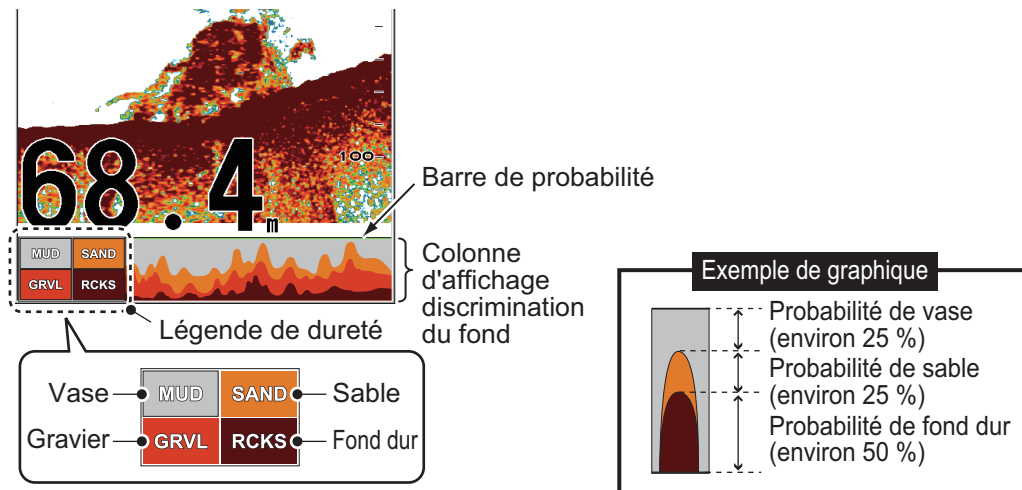 100
68.4m
MUD SAND
GRVL RCKS
Barre de probabilité
Colonne
d'affichage
discrimination
du fond
Légende de dureté
Vase
MUD
SAND
Sable
Gravier
GRVL
RCKS
Fond dur
Exemple de graphique
Probabilité de vase
(environ 25 %)
Probabilité de sable
(environ 25 %)
Probabilité de fond dur
(environ 50 %)